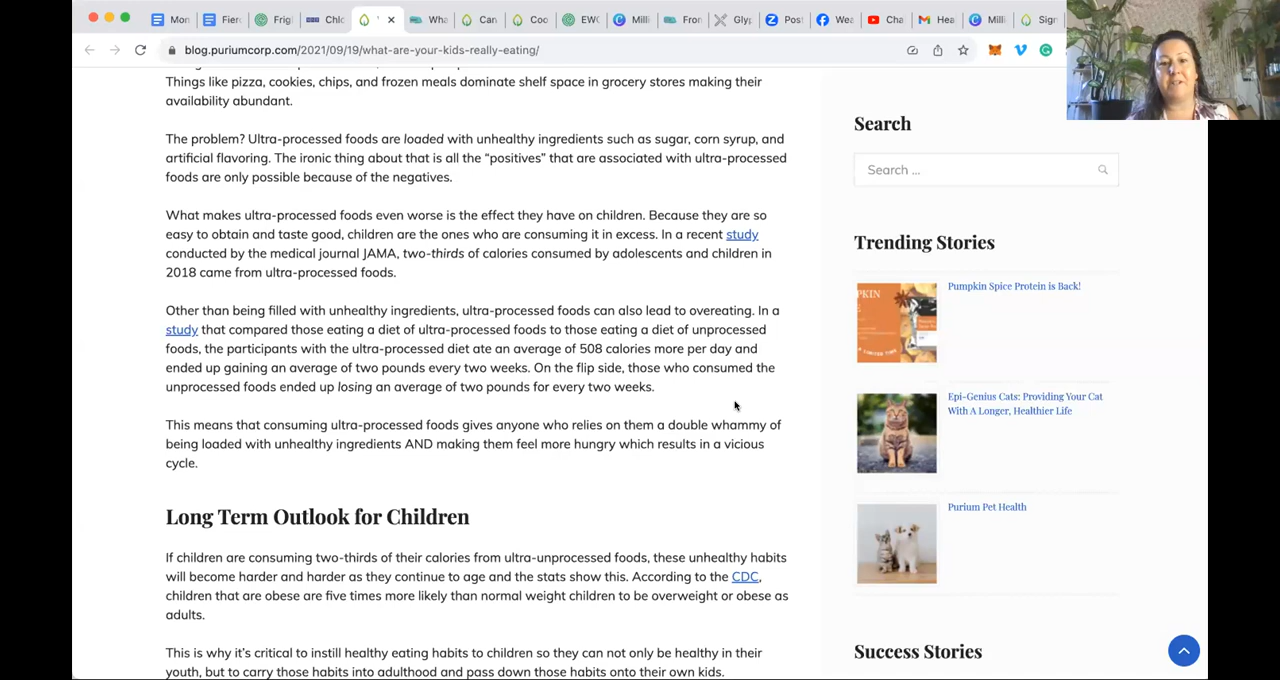 Mon
Fier
Frigi
Chlo
Wha
Can
Coo
EWG
Milli
Fron
Glyp
Post
Wea
Cha
Hea
Milli
Sign
blog.puriumcorp.com/2021/09/19/what-are-your-kids-really-eating/
Things like pizza, cookies, chips, and frozen meals dominate shelf space in grocery stores making their
availability abundant.
The problem? Ultra-processed foods are loaded with unhealthy ingredients such as sugar, corn syrup, and
artificial flavoring. The ironic thing about that is all the “positives” that are associated with ultra-processed
foods are only possible because of the negatives.
What makes ultra-processed foods even worse is the effect they have on children. Because they are so
easy to obtain and taste good, children are the ones who are consuming it in excess. In a recent study
conducted by the medical journal JAMA, two-thirds of calories consumed by adolescents and children in
2018 came from ultra-processed foods.
Other than being filled with unhealthy ingredients, ultra-processed foods can also lead to overeating. In a
study that compared those eating a diet of ultra-processed foods to those eating a diet of unprocessed
foods, the participants with the ultra-processed diet ate an average of 508 calories more per day and
ended up gaining an average of two pounds every two weeks. On the flip side, those who consumed the
unprocessed foods ended up losing an average of two pounds for every two weeks.
This means that consuming ultra-processed foods gives anyone who relies on them a double whammy of
being loaded with unhealthy ingredients AND making them feel more hungry which results in a vicious
cycle.
Long Term Outlook for Children
If children are consuming two-thirds of their calories from ultra-unprocessed foods, these unhealthy habits
will become harder and harder as they continue to age and the stats show this. According to the CDC,
children that are obese are five times more likely than normal weight children to be overweight or obese as
adults.
This is why it’s critical to instill healthy eating habits to children so they can not only be healthy in their
youth, but to carry those habits into adulthood and pass down those habits onto their own kids.
Search
Search ...
Trending Stories
Pumpkin Spice Protein is Back!
Epi-Genius Cats: Providing Your Cat
With A Longer, Healthier Life
Purium Pet Health
Success Stories